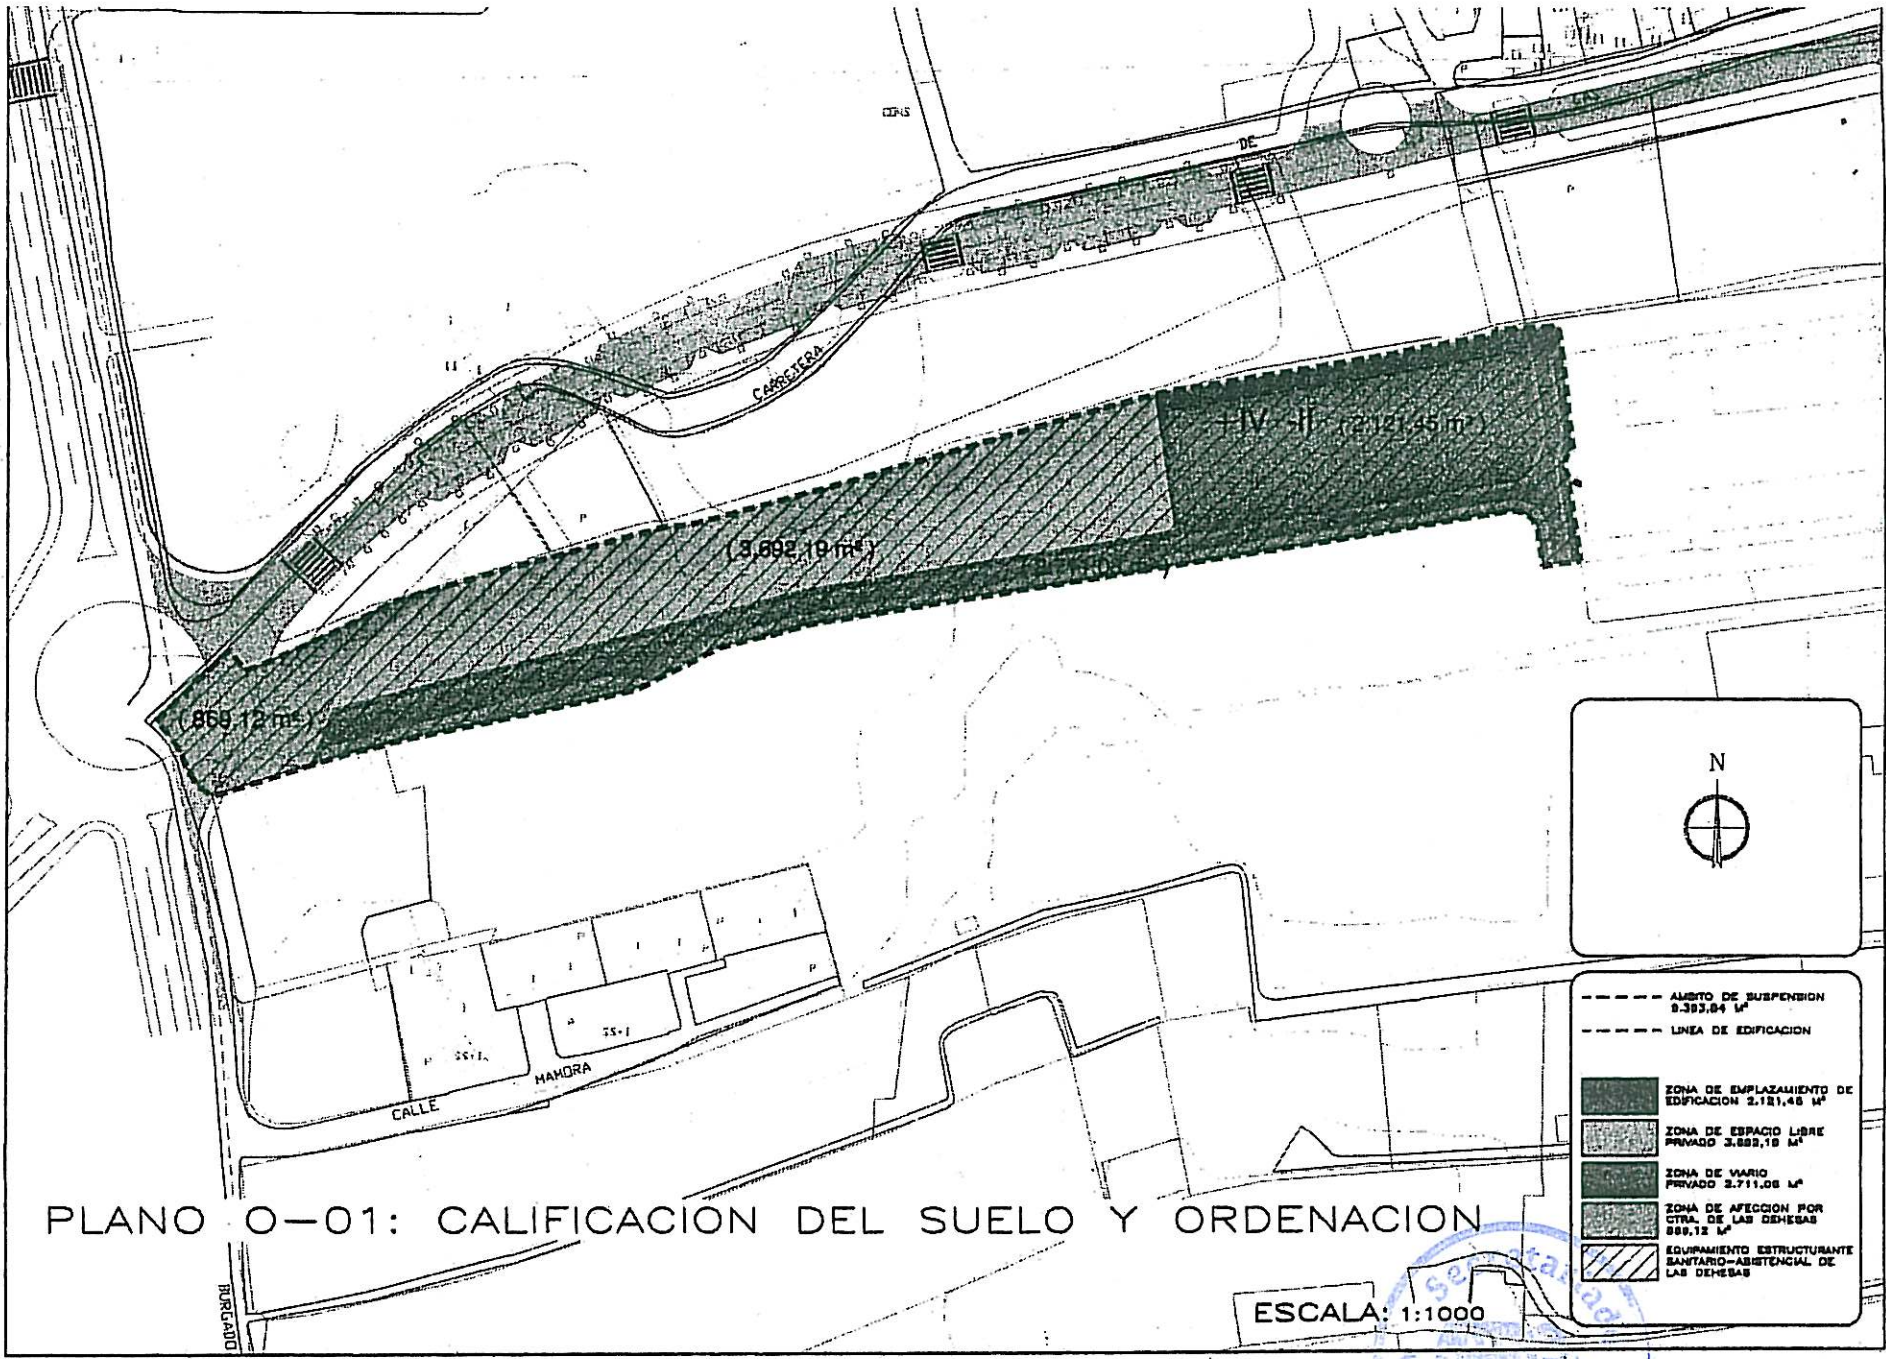 CONS
DE
LAS
CARRETERA
+IV -II (2.121,45 m²)
(3.692,19 m²)
(869,12 m²)
N
AMBITO DE SUSPENSION
9.393,84 M²
LINEA DE EDIFICACION
ZONA DE EMPLAZAMIENTO DE
EDIFICACION 2.121,45 M²
ZONA DE ESPACIO LIBRE
PRIVADO 3.692,19 M²
ZONA DE VIARIO
PRIVADO 2.711,08 M²
ZONA DE AFECCION POR
CTRA. DE LAS DEHESAS
869,12 M²
EQUIPAMIENTO ESTRUCTURANTE
SANITARIO-ASISTENCIAL DE
LAS DEHESAS
CALLE MAMORA
PLANO O-01: CALIFICACION DEL SUELO Y ORDENACION
BURGADO
ESCALA: 1:1000